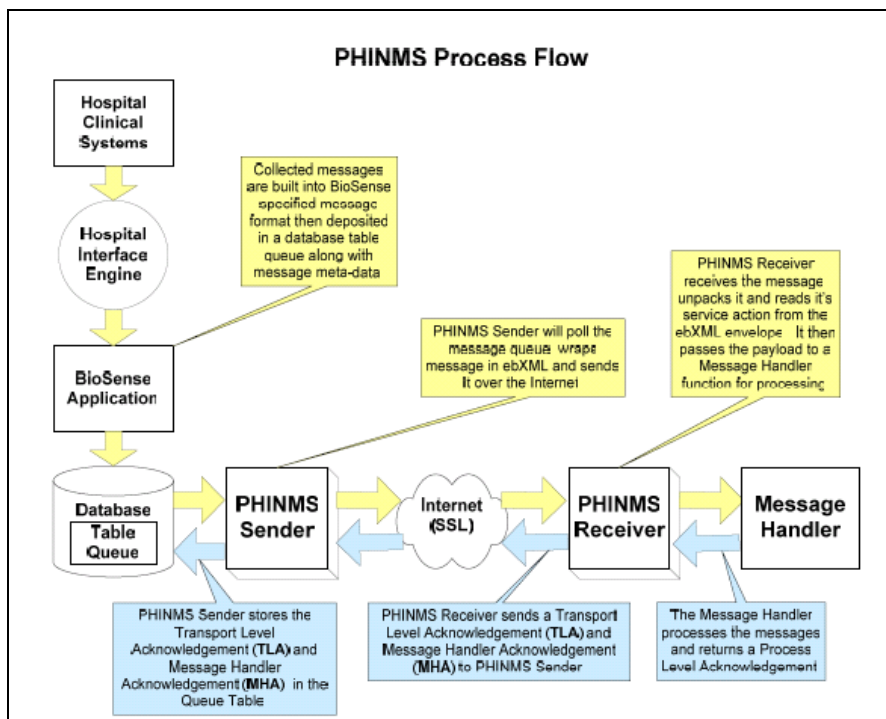 PHINMS Process Flow
Hospital
Clinical
Systems
Collected messages
are built into BioSense
specified message
format then deposited
in a database table
queue along with
message meta-data
Hospital
Interface
Engine
PHINMS Receiver
receives the message
unpacks it and reads it's
service action from the
ebXML envelope  It then
passes the payload to a
Message Handler
function for processing
PHINMS Sender will poll the
message queue wraps
message in ebXML and sends
It over the Internet
BioSense
Application
Database
Table
Queue
PHINMS
Sender
Internet
(SSL)
PHINMS
Receiver
Message
Handler
PHINMS Sender stores the
Transport Level
Acknowledgement (TLA) and
Message Handler
Acknowledgement (MHA) in the
Queue Table
PHINMS Receiver sends a Transport
Level Acknowledgement (TLA) and
Message Handler Acknowledgement
(MHA) to PHINMS Sender
The Message Handler
processes the messages
and returns a Process
Level Acknowledgement